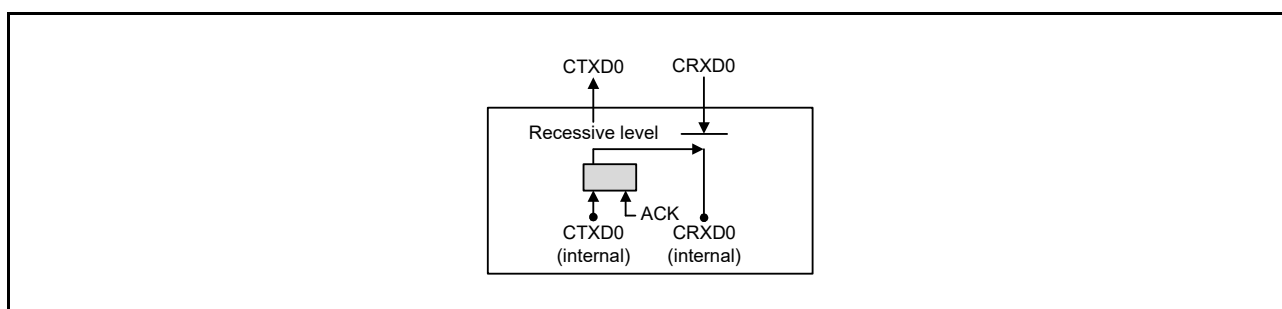 CTXD0
CRXD0
Recessive level
ACK
CTXD0
(internal)
CRXD0
(internal)